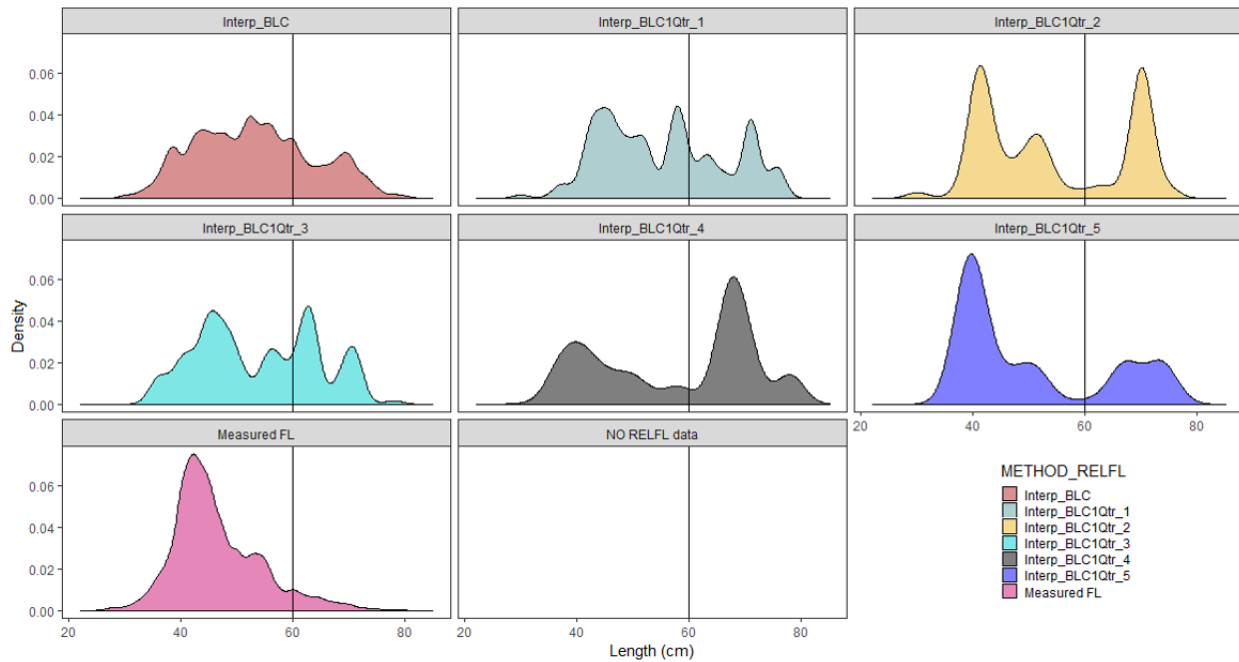 Interp_BLC
Interp_BLC1Qtr_1
Interp_BLC1Qtr_2
0.06
0.04
0.02
0.00
Interp_BLC1Qtr_3
Interp_BLC1Qtr_4
Interp_BLC1Qtr_5
0.06
0.04
0.02
0.00
Density
20 40 60 80
Measured FL
NO RELFL data
0.06
0.04
0.02
0.00
20 40 60 80
20 40 60 80
Length (cm)
METHOD_RELFL
Interp_BLC
Interp_BLC1Qtr_1
Interp_BLC1Qtr_2
Interp_BLC1Qtr_3
Interp_BLC1Qtr_4
Interp_BLC1Qtr_5
Measured FL